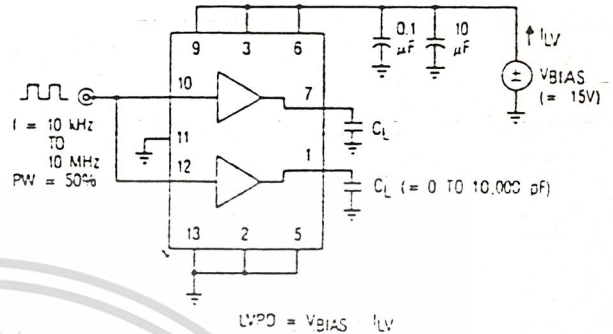 9 3 6
0.1 µF
10 µF
ILV
VBIAS
(= 15V)
10
7
f = 10 kHz
TO
10 MHz
PW = 50%
11
CL
12
1
CL (= 0 TO 10,000 pF)
13 2 5
LVPD = VBIAS ILV